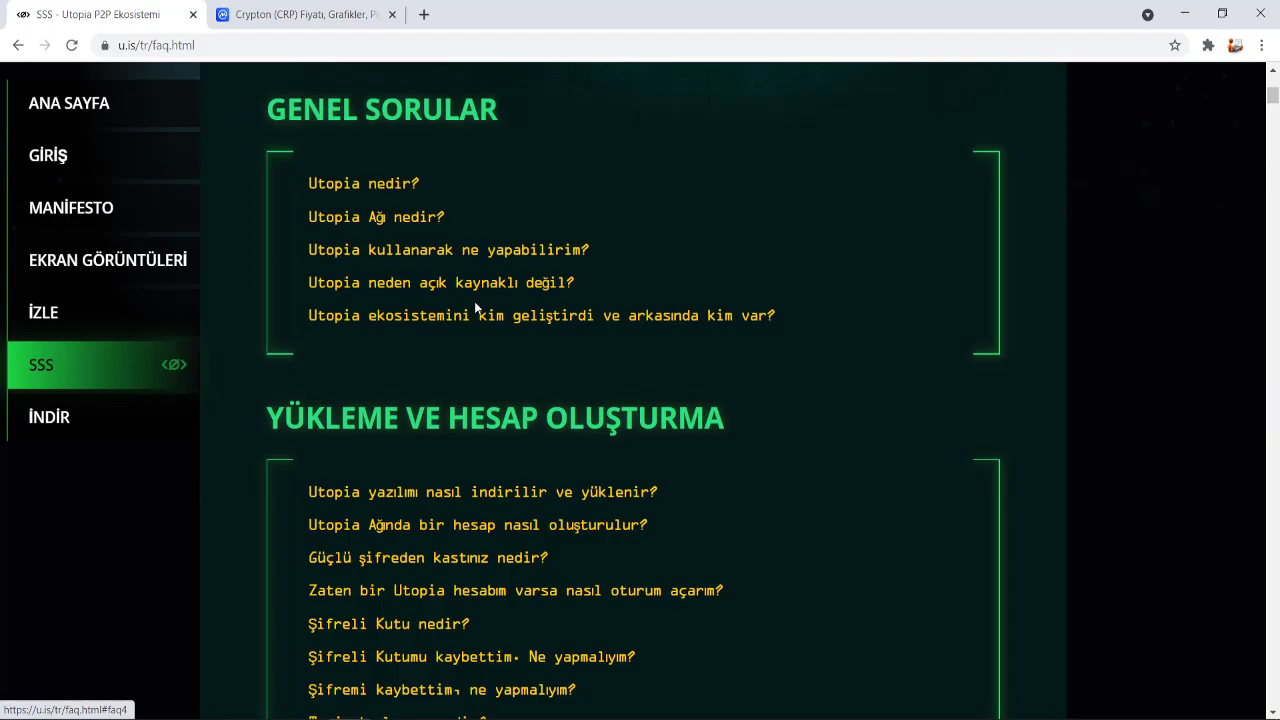 SSS - Utopia P2P Ekosistemi
Crypton (CRP) Fiyatı, Grafikler, Pi
u.is/tr/faq.html
ANA SAYFA
GİRİŞ
MANİFESTO
EKRAN GÖRÜNTÜLERİ
İZLE
SSS
İNDİR
GENEL SORULAR
Utopia nedir?
Utopia Ağı nedir?
Utopia kullanarak ne yapabilirim?
Utopia neden açık kaynaklı değil?
Utopia ekosistemini kim geliştirdi ve arkasında kim var?
YÜKLEME VE HESAP OLUŞTURMA
Utopia yazılımı nasıl indirilir ve yüklenir?
Utopia Ağında bir hesap nasıl oluşturulur?
Güçlü şifreden kastınız nedir?
Zaten bir Utopia hesabım varsa nasıl oturum açarım?
Şifreli Kutu nedir?
Şifreli Kutumu kaybettim. Ne yapmalıyım?
Şifremi kaybettim, ne yapmalıyım?
https://u.is/tr/faq.html#faq4